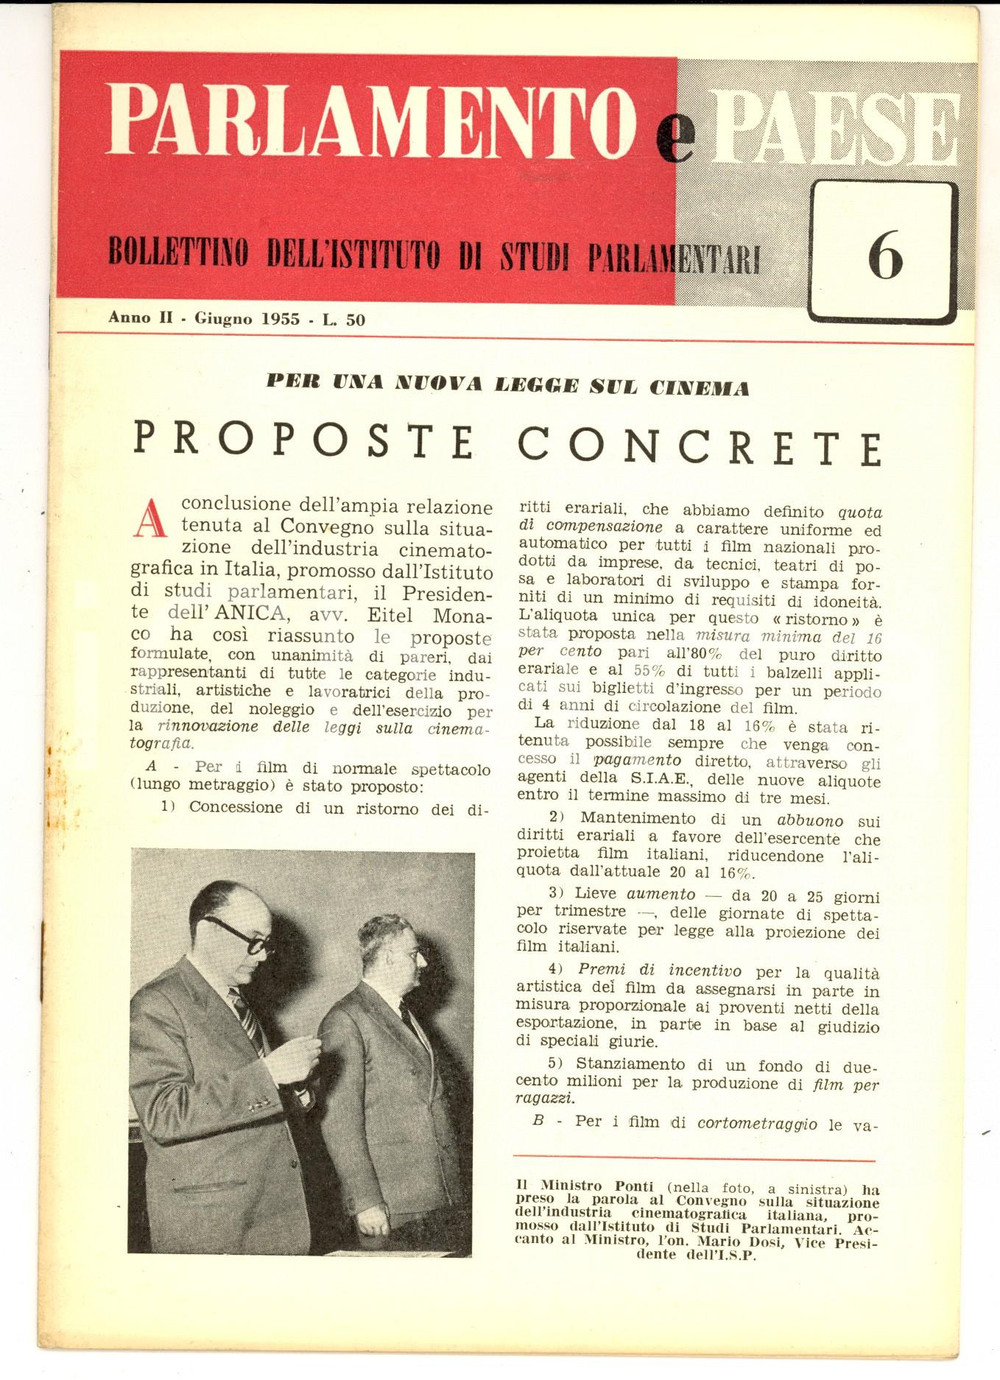 PARLAMENTO e PAESE
BOLLETTINO DELL'ISTITUTO DI STUDI PARLAMENTARI
6
Anno II - Giugno 1955 - L. 50
PER UNA NUOVA LEGGE SUL CINEMA
PROPOSTE CONCRETE
A conclusione dell'ampia relazione
tenuta al Convegno sulla situa-
zione dell'industria cinemato-
grafica in Italia, promosso dall'Istituto
di studi parlamentari, il Presiden-
te dell'ANICA, avv. Eitel Mona-
co ha così riassunto le proposte
formulate, con unanimità di pareri, dai
rappresentanti di tutte le categorie indu-
striali, artistiche e lavoratrici della pro-
duzione, del noleggio e dell'esercizio per
la rinnovazione delle leggi sulla cinema-
tografia.
A - Per i film di normale spettacolo
(lungo metraggio) è stato proposto:
1) Concessione di un ristorno dei di-
ritti erariali, che abbiamo definito quota
di compensazione a carattere uniforme ed
automatico per tutti i film nazionali pro-
dotti da imprese, da tecnici, teatri di po-
sa e laboratori di sviluppo e stampa for-
niti di un minimo di requisiti di idoneità.
L'aliquota unica per questo « ristorno » è
stata proposta nella misura minima del 16
per cento pari all'80% del puro diritto
erariale e al 55% di tutti i balzelli appli-
cati sui biglietti d'ingresso per un periodo
di 4 anni di circolazione del film.
La riduzione dal 18 al 16% è stata ri-
tenuta possibile sempre che venga con-
cesso il pagamento diretto, attraverso gli
agenti della S.I.A.E., delle nuove aliquote
entro il termine massimo di tre mesi.
2) Mantenimento di un abbuono sui
diritti erariali a favore dell'esercente che
proietta film italiani, riducendone l'ali-
quota dall'attuale 20 al 16%.
3) Lieve aumento — da 20 a 25 giorni
per trimestre —, delle giornate di spetta-
colo riservate per legge alla proiezione dei
film italiani.
4) Premi di incentivo per la qualità
artistica dei film da assegnarsi in parte in
misura proporzionale ai proventi netti della
esportazione, in parte in base al giudizio
di speciali giurie.
5) Stanziamento di un fondo di due-
cento milioni per la produzione di film per
ragazzi.
B - Per i film di cortometraggio le va-
Il Ministro Ponti (nella foto, a sinistra) ha
preso la parola al Convegno sulla situazione
dell'industria cinematografica italiana, pro-
mosso dall'Istituto di Studi Parlamentari. Ac-
canto al Ministro, l'on. Mario Dosi, Vice Presi-
dente dell'I.S.P.